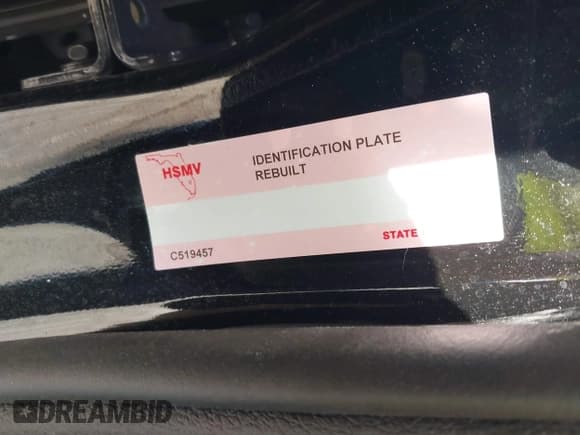 HSMV
IDENTIFICATION PLATE
REBUILT
C519457
STATE
DREAMBID